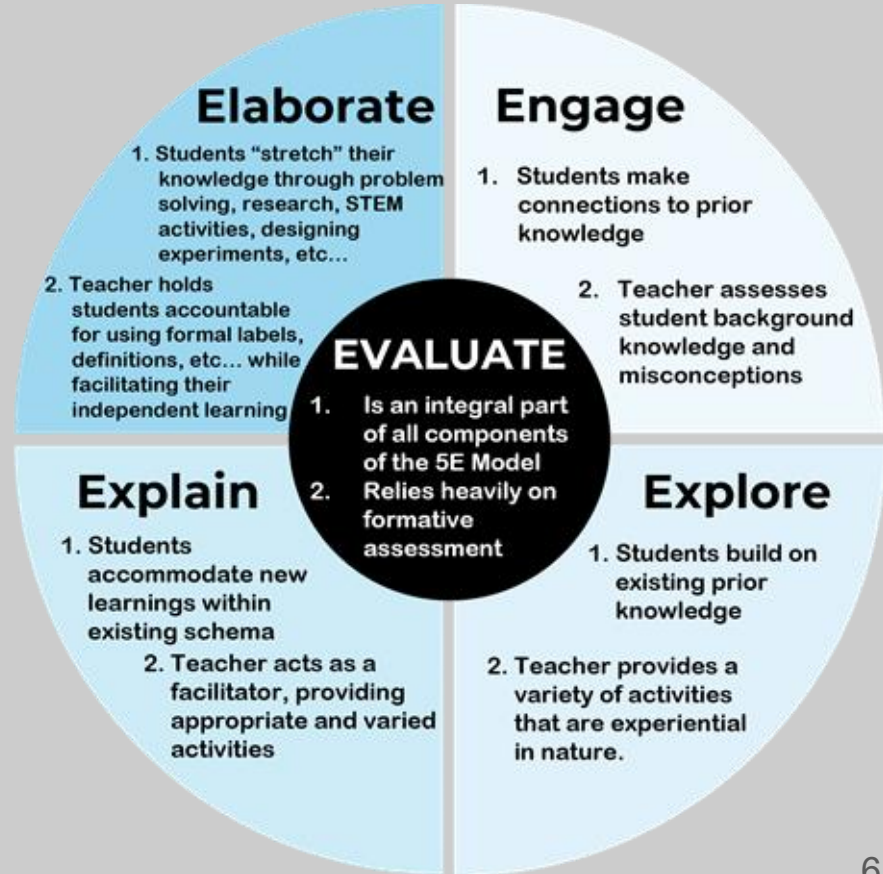 Elaborate
1. Students “stretch” their
knowledge through problem
solving, research, STEM
activities, designing
experiments, etc...
2. Teacher holds
students accountable
for using formal labels,
definitions, etc... while
facilitating their
independent learning
Engage
1. Students make
connections to prior
knowledge
2. Teacher assesses
student background
knowledge and
misconceptions
EVALUATE
1. Is an integral part
of all components
of the 5E Model
2. Relies heavily on
formative
assessment
Explain
1. Students
accommodate new
learnings within
existing schema
2. Teacher acts as a
facilitator, providing
appropriate and varied
activities
Explore
1. Students build on
existing prior
knowledge
2. Teacher provides a
variety of activities
that are experiential
in nature.
6